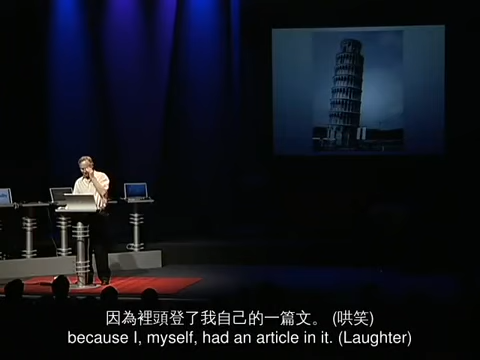 因為裡頭登了我自己的一篇文。 (哄笑)
because I, myself, had an article in it. (Laughter)